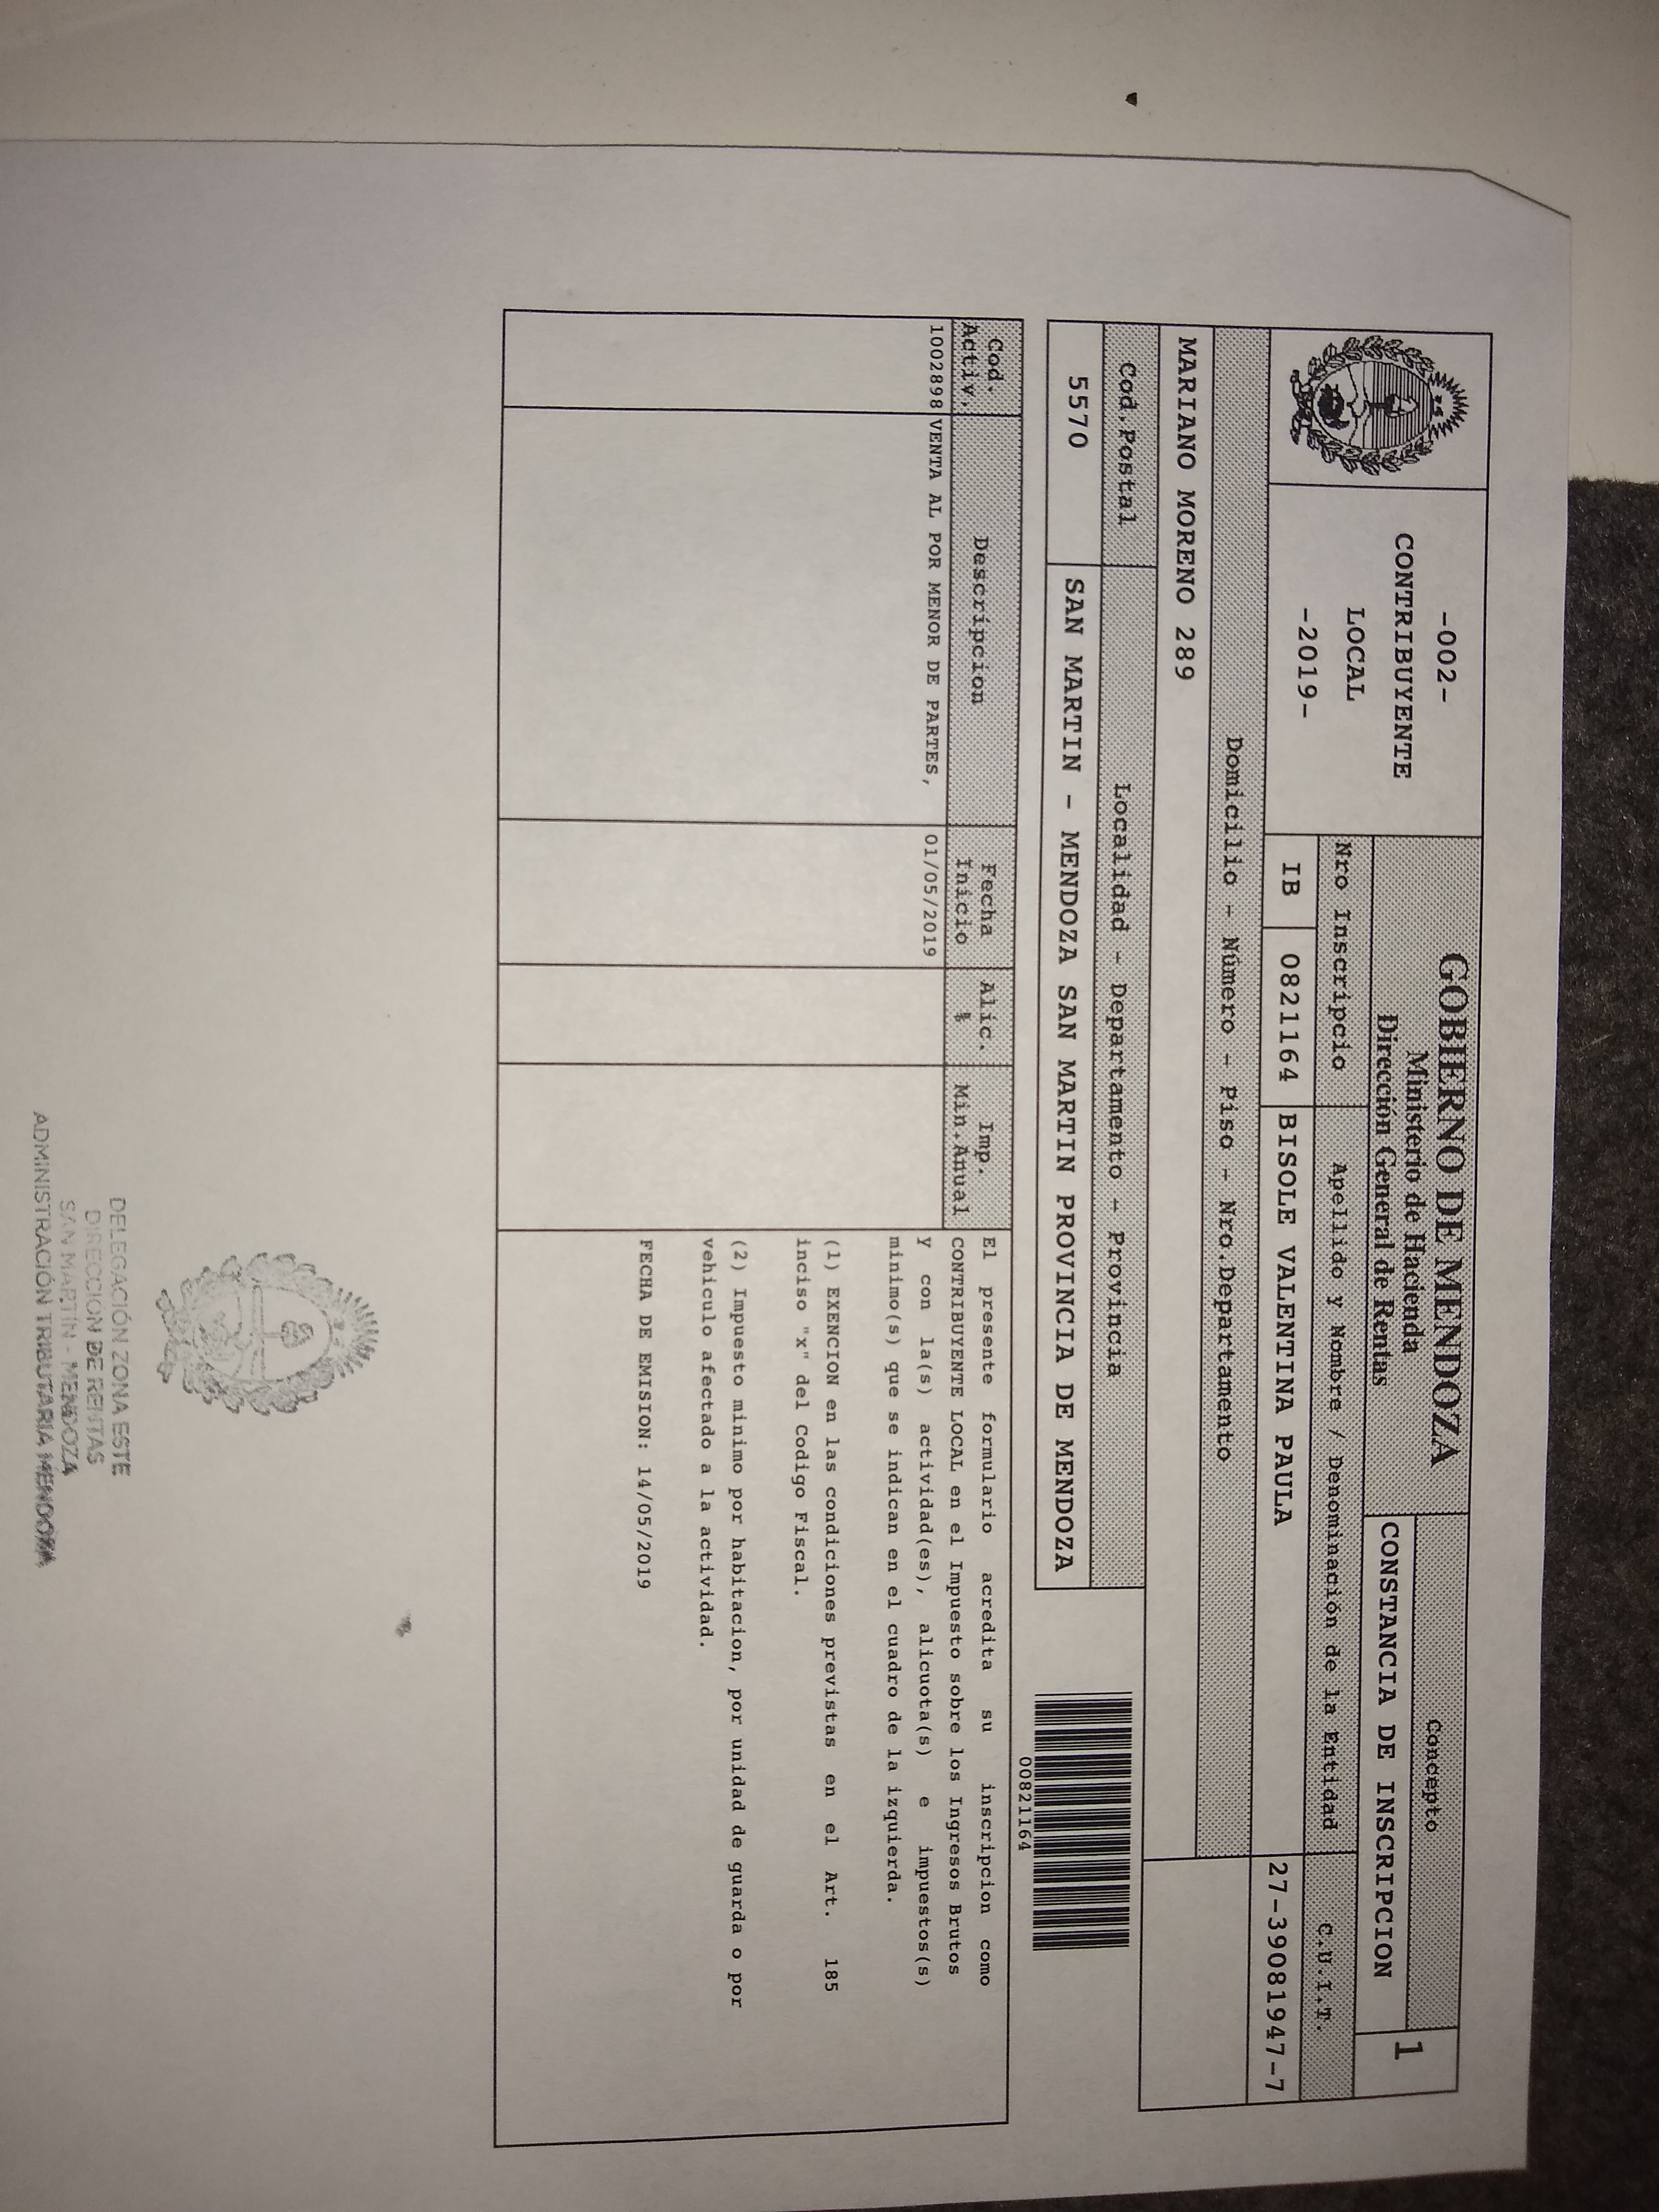 -002-
CONTRIBUYENTE
LOCAL
-2019-
GOBIERNO DE MENDOZA
Ministerio de Hacienda
Direccion General de Rentas
Concepto
CONSTANCIA DE INSCRIPCION
1
Nro Inscripcio
Apellido y Nombre / Denominación de la Entidad
C.U.I.T.
IB
0821164
BISOLE VALENTINA PAULA
27-39081947-7
Domicilio - Número - Piso - Nro.Departamento
MARIANO MORENO 289
Cod.Postal
Localidad - Departamento - Provincia
5570
SAN MARTIN - MENDOZA SAN MARTIN PROVINCIA DE MENDOZA
00821164
Cod.
Activ.
Descripcion
Fecha
Inicio
Alic.
%
Imp.
Min.Anual
1002898
VENTA AL POR MENOR DE PARTES,
01/05/2019
El presente formulario acredita su inscripcion como
CONTRIBUYENTE LOCAL en el Impuesto sobre los Ingresos Brutos
y con la(s) actividad(es), alicuota(s) e impuestos(s)
minimo(s) que se indican en el cuadro de la izquierda.
(1) EXENCION en las condiciones previstas en el Art. 185
inciso "x" del Codigo Fiscal.
(2) Impuesto minimo por habitacion, por unidad de guarda o por
vehiculo afectado a la actividad.
FECHA DE EMISION: 14/05/2019
DELEGACIÓN ZONA ESTE
DIRECCIÓN DE RENTAS
SAN MARTÍN - MENDOZA
ADMINISTRACIÓN TRIBUTARIA MENDOZA